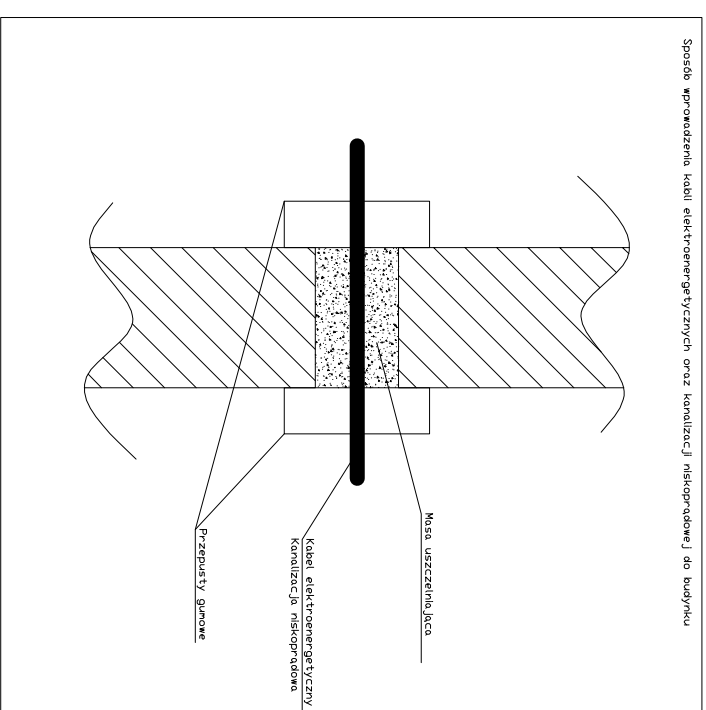 Sposób wprowadzenia kabli elektroenergetycznych oraz kanalizacji niskoprądowej do budynku
Masa uszczelniająca
Kabel elektroenergetyczny
Kanalizacja niskoprądowa
Przepusty gumowe